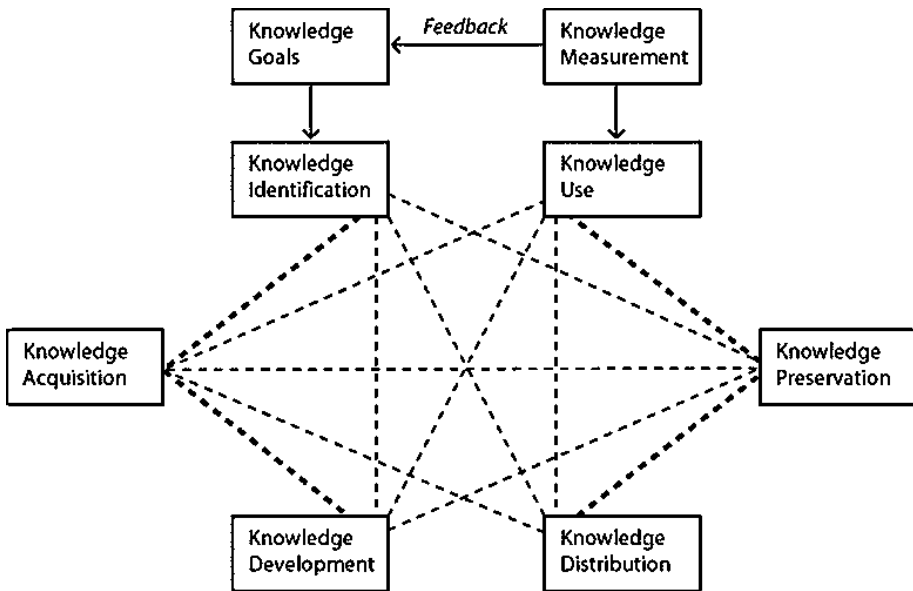 Knowledge
Goals
Feedback
Knowledge
Measurement
Knowledge
Identification
Knowledge
Use
Knowledge
Acquisition
Knowledge
Preservation
Knowledge
Development
Knowledge
Distribution